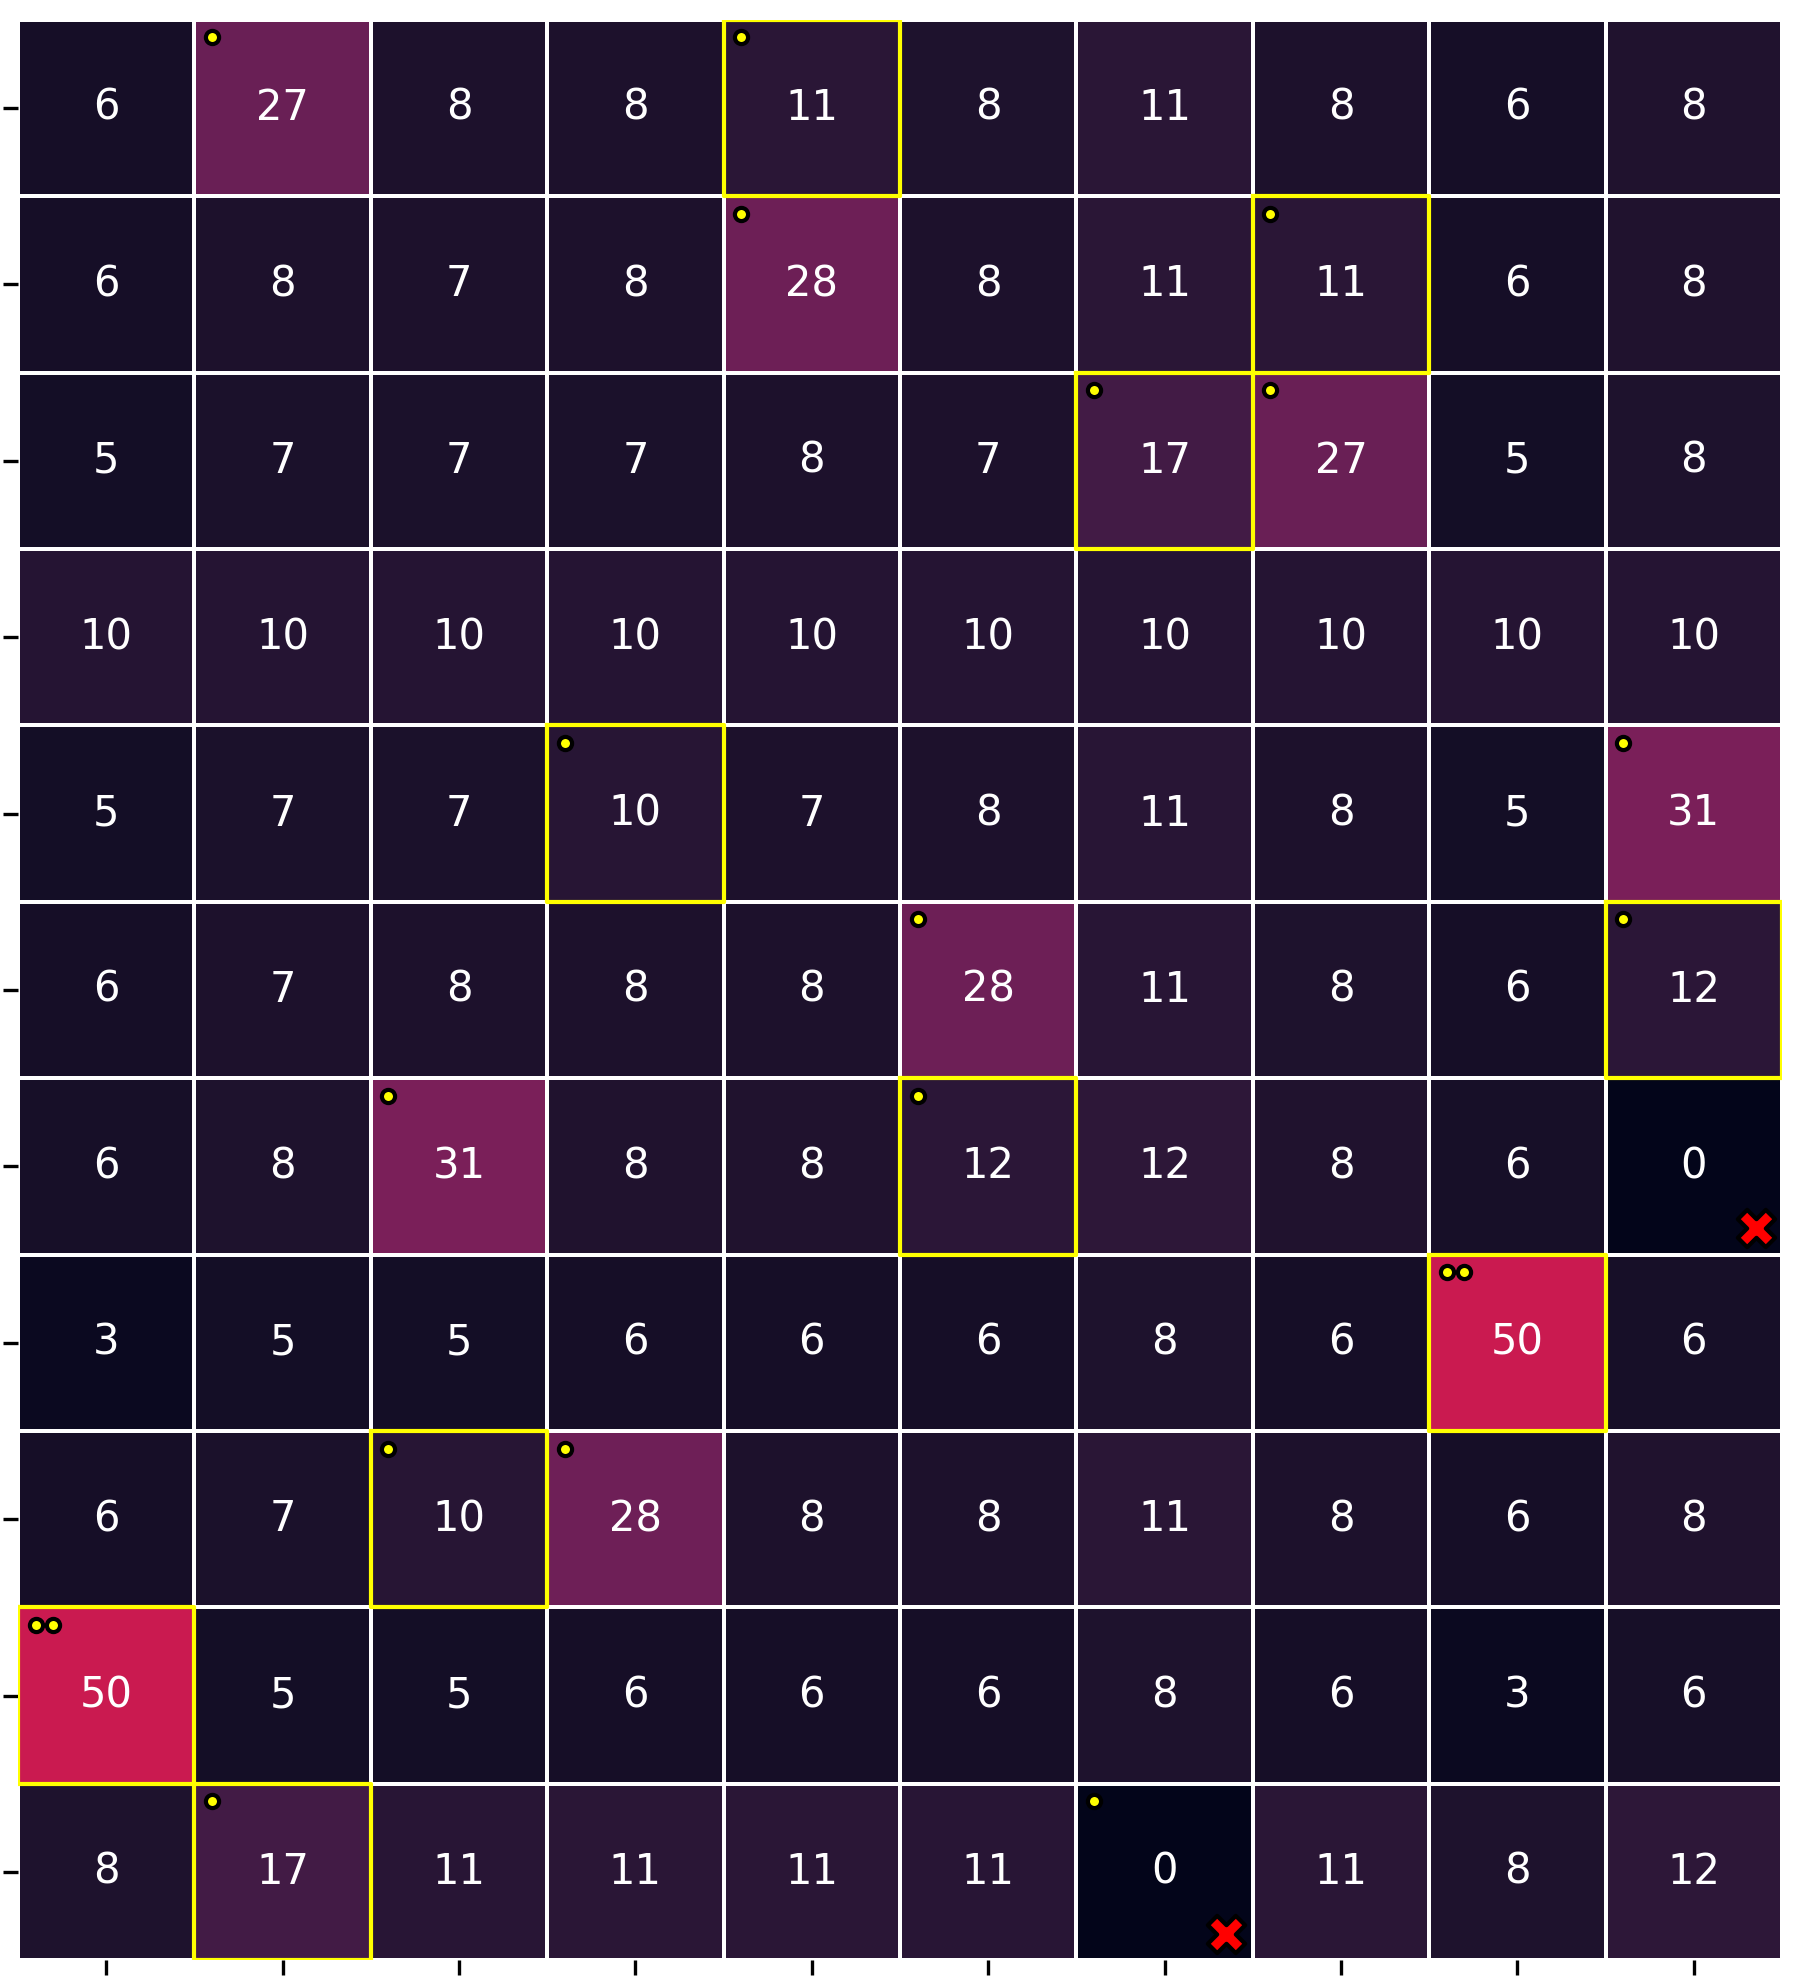 6 27 8 8 11 8 11 8 6 8
6 8 7 8 28 8 11 11 6 8
5 7 7 7 8 7 17 27 5 8
10 10 10 10 10 10 10 10 10 10
5 7 7 10 7 8 11 8 5 31
6 7 8 8 8 28 11 8 6 12
6 8 31 8 8 12 12 8 6 0
3 5 5 6 6 6 8 6 50 6
6 7 10 28 8 8 11 8 6 8
50 5 5 6 6 6 8 6 3 6
8 17 11 11 11 11 0 11 8 12